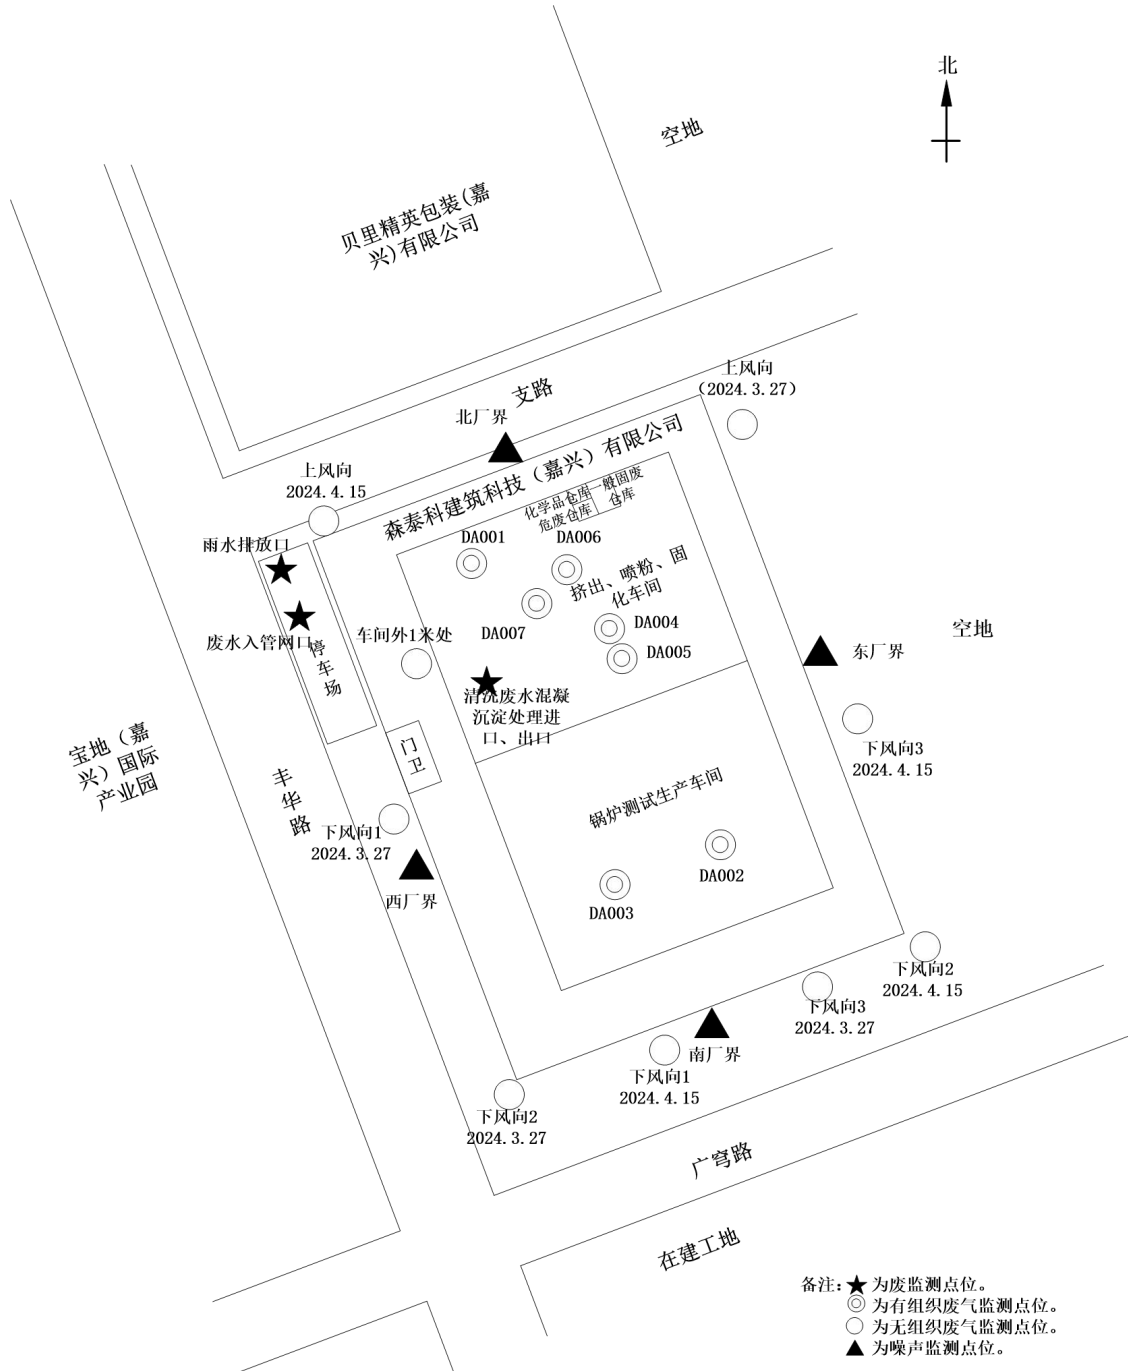 北
空地
贝里精英包装(嘉
兴)有限公司
上风向
（2024.3.27）
支路
北厂界
森泰科建筑科技（嘉兴）有限公司
上风向
2024.4.15
化学品仓库
一般固废
仓库
危废仓库
雨水排放口
DA001
DA006
挤出、喷粉、固
化车间
DA007
DA004
DA005
废水入管网口
停车场
车间外1米处
清洗废水混凝
沉淀处理进
口、出口
东厂界
空地
下风向3
2024.4.15
门卫
宝地（嘉
兴）国际
产业园
丰华路
锅炉测试生产车间
下风向1
2024.3.27
西厂界
DA002
DA003
下风向2
2024.4.15
下风向3
2024.3.27
南厂界
下风向1
2024.4.15
下风向2
2024.3.27
广穹路
在建工地
备注：★为废监测点位。
◎为有组织废气监测点位。
○为无组织废气监测点位。
▲为噪声监测点位。